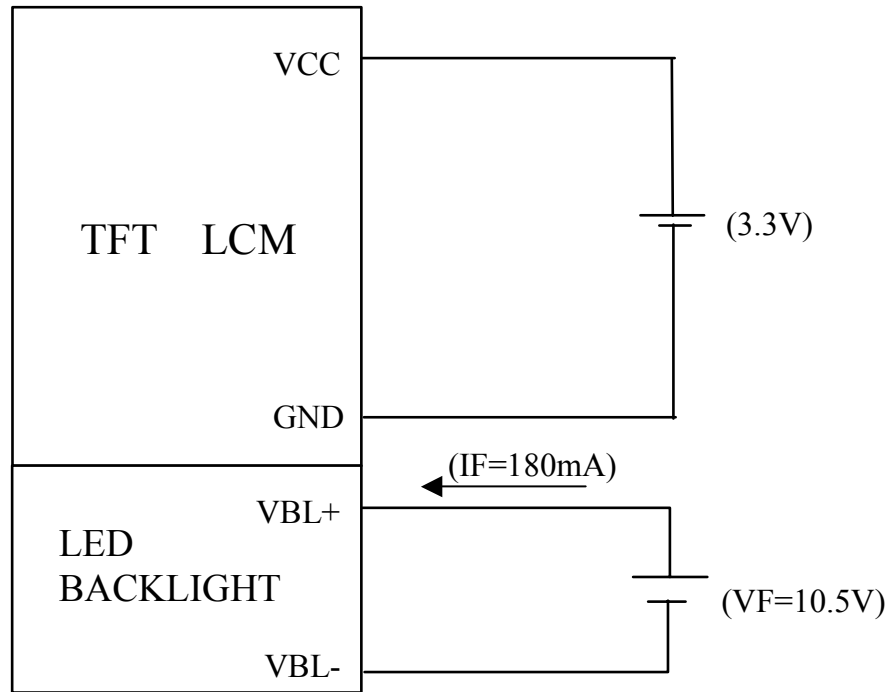 VCC
TFT LCM
(3.3V)
GND
(IF=180mA)
VBL+
LED
BACKLIGHT
(VF=10.5V)
VBL-